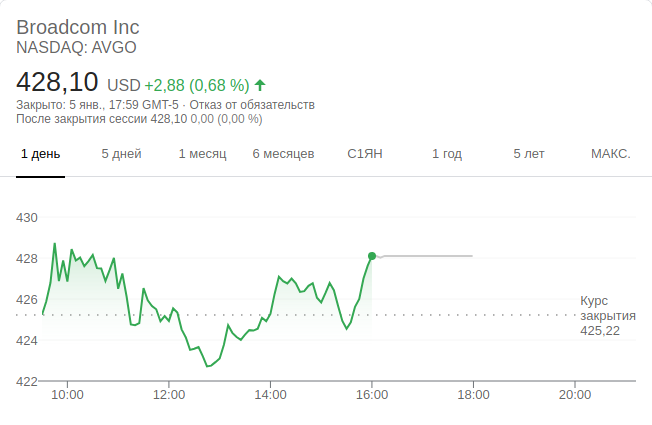 Broadcom Inc
NASDAQ: AVGO
428,10 USD +2,88 (0,68 %)
Закрыто: 5 янв., 17:59 GMT-5 · Отказ от обязательств
После закрытия сессии 428,10 0,00 (0,00 %)
1 день 5 дней 1 месяц 6 месяцев С1ЯН 1 год 5 лет МАКС.
430
428
426
424
422
Курс
закрытия
425,22
10:00 12:00 14:00 16:00 18:00 20:00